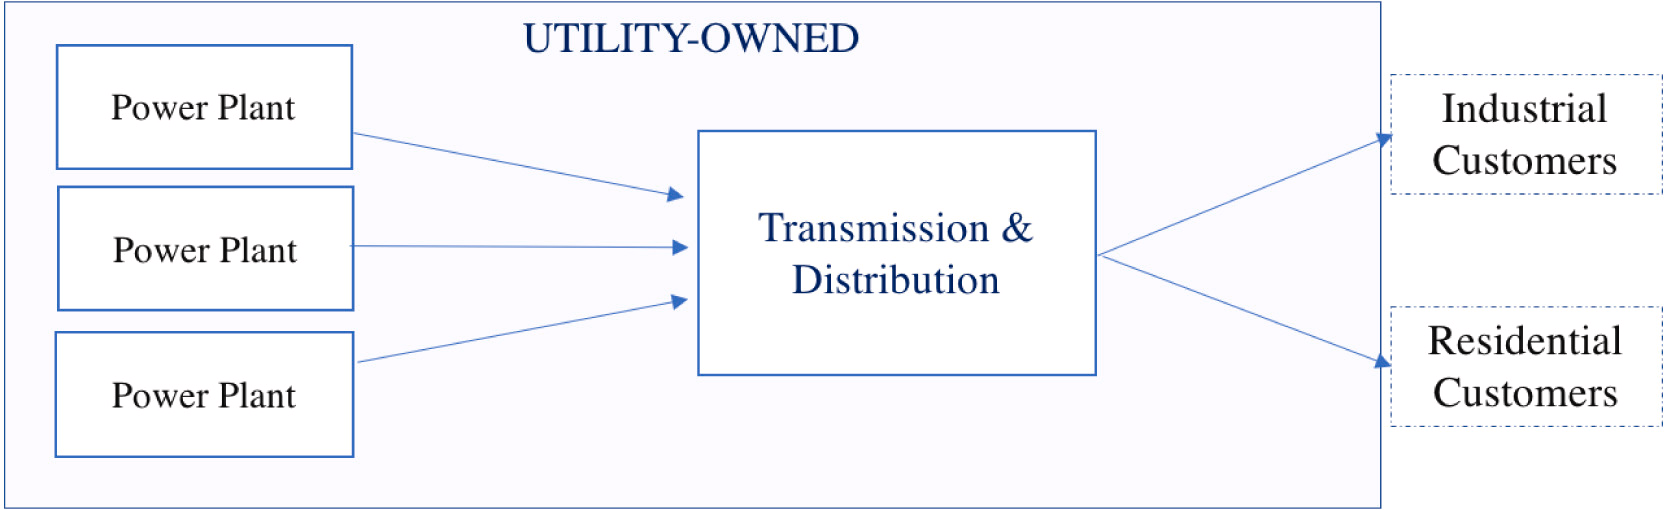 UTILITY-OWNED
Power Plant
Power Plant
Power Plant
Transmission &
Distribution
Industrial
Customers
Residential
Customers